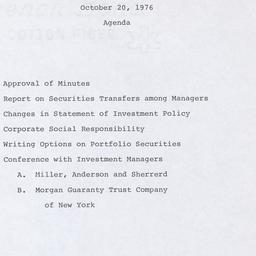 October 20, 1976
Agenda
Approval of Minutes
Report on Securities Transfers among Managers
Changes in Statement of Investment Policy
Corporate Social Responsibility
Writing Options on Portfolio Securities
Conference with Investment Managers
A. Miller, Anderson and Sherrerd
B. Morgan Guaranty Trust Company
of New York